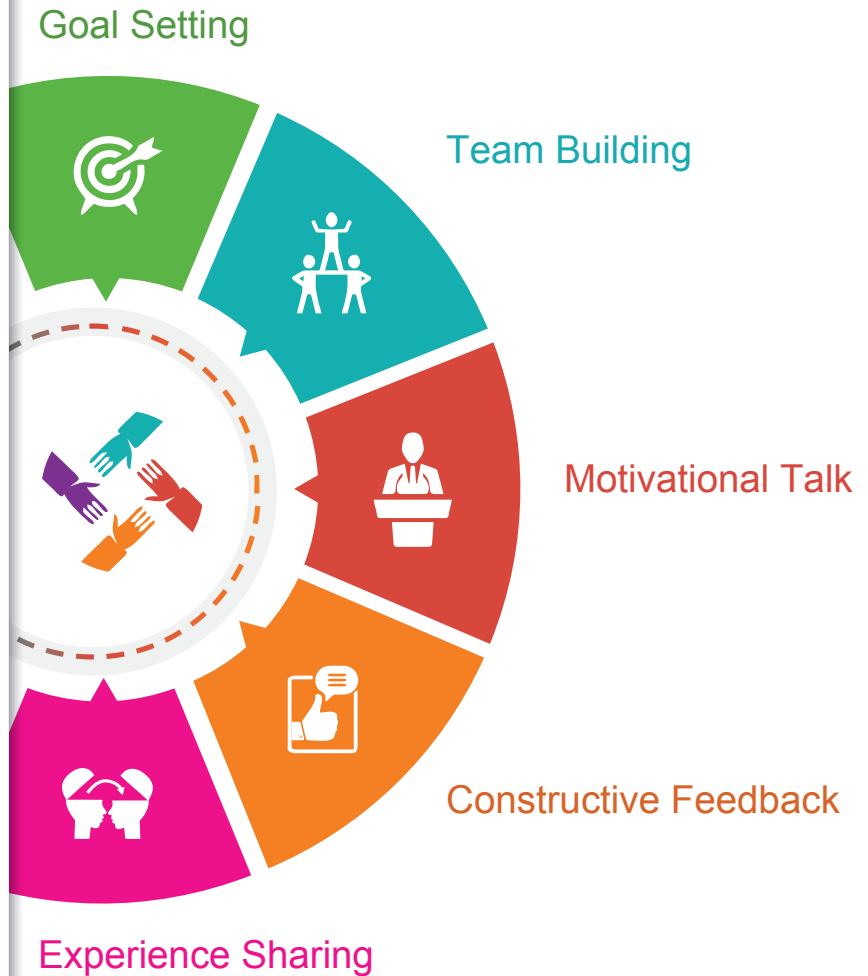 Goal Setting
Team Building
Motivational Talk
Constructive Feedback
Experience Sharing